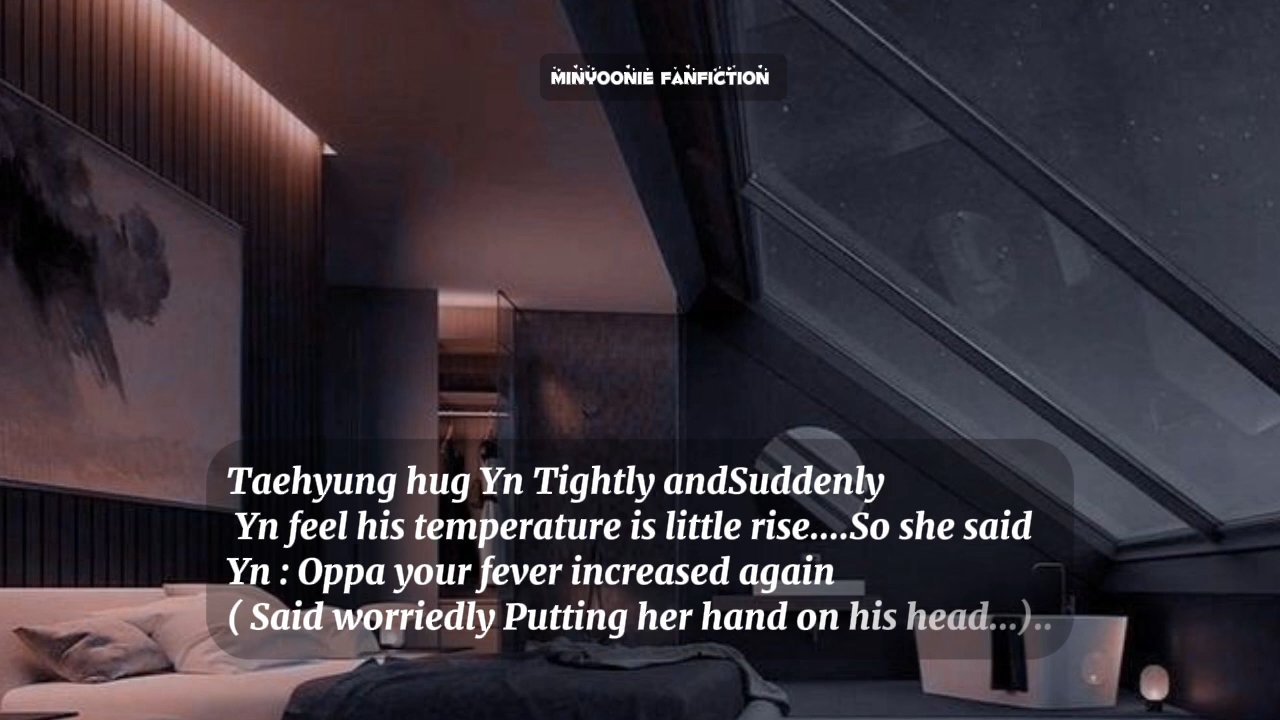 MINYOONIE FANFICTION
Taehyung hug Yn Tightly andSuddenly
Yn feel his temperature is little rise....So she said
Yn : Oppa your fever increased again
( Said worriedly Putting her hand on his head...)..